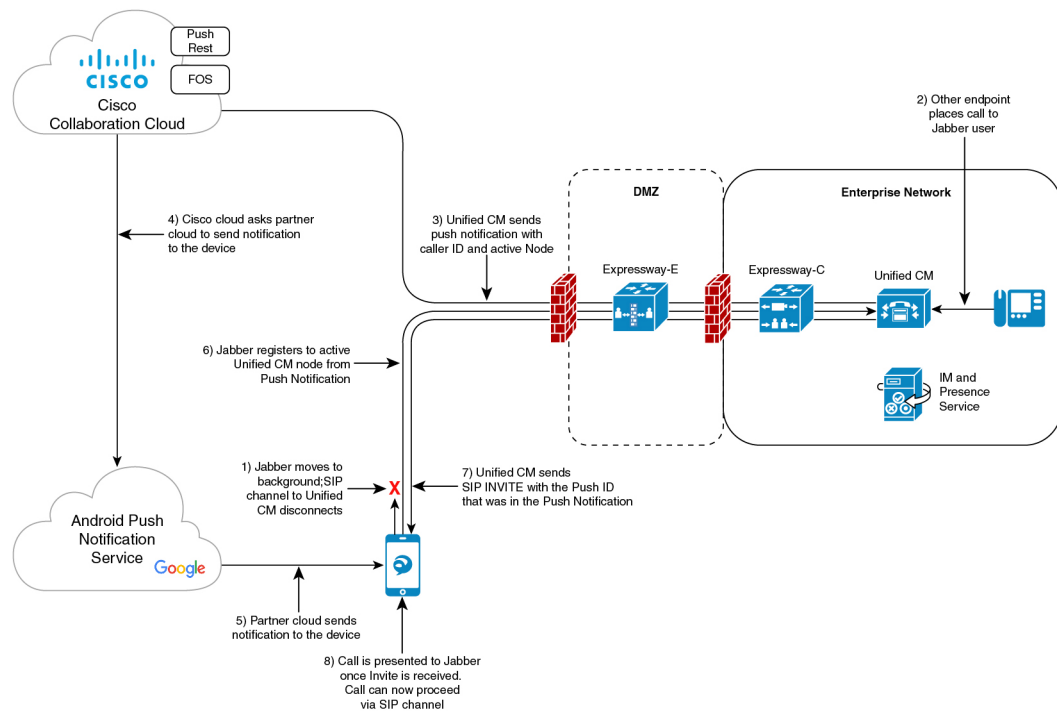 Push
Rest
FOS
CISCO
Cisco
Collaboration Cloud
2) Other endpoint
places call to
Jabber user
DMZ
Enterprise Network
4) Cisco cloud asks partner
cloud to send notification
to the device
3) Unified CM sends
push notification with
caller ID and active Node
Expressway-E
Expressway-C
Unified CM
6) Jabber registers to active
Unified CM node from
Push Notification
IM and
Presence
Service
1) Jabber moves to
background;SIP
channel to Unified
CM disconnects
X
7) Unified CM sends
SIP INVITE with the Push ID
that was in the Push Notification
Android Push
Notification
Service
Google
5) Partner cloud sends
notification to the device
8) Call is presented to Jabber
once Invite is received.
Call can now proceed
via SIP channel